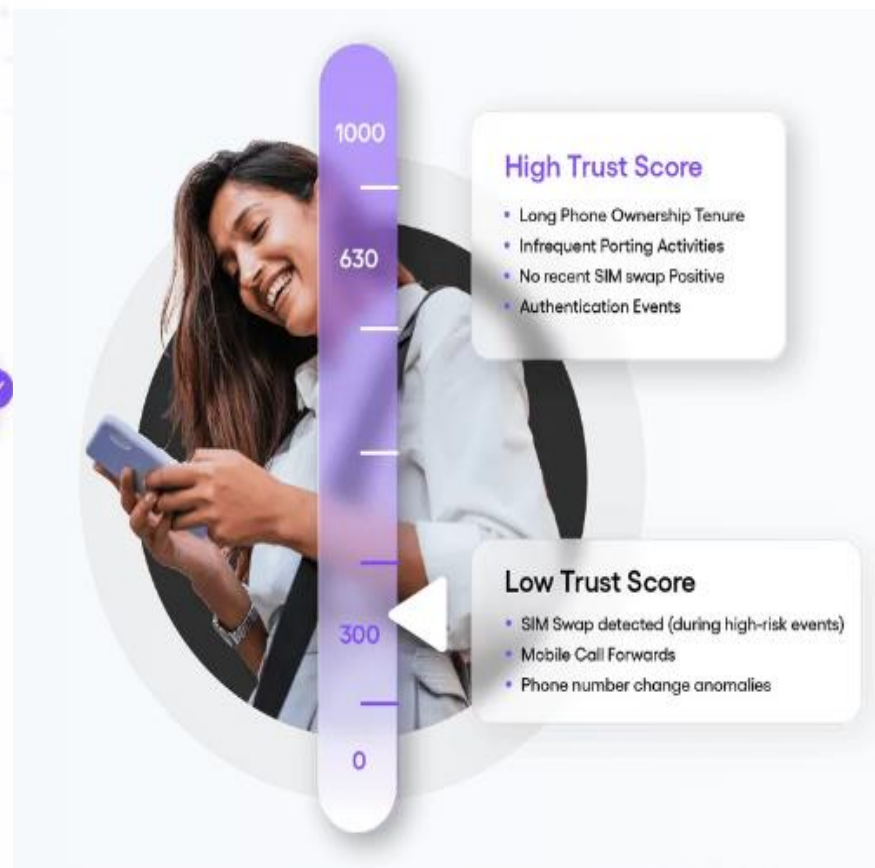 1000
630
300
0
High Trust Score
• Long Phone Ownership Tenure
• Infrequent Porting Activities
• No recent SIM swap Positive
• Authentication Events
Low Trust Score
• SIM Swap detected (during high-risk events)
• Mobile Call Forwards
• Phone number change anomalies